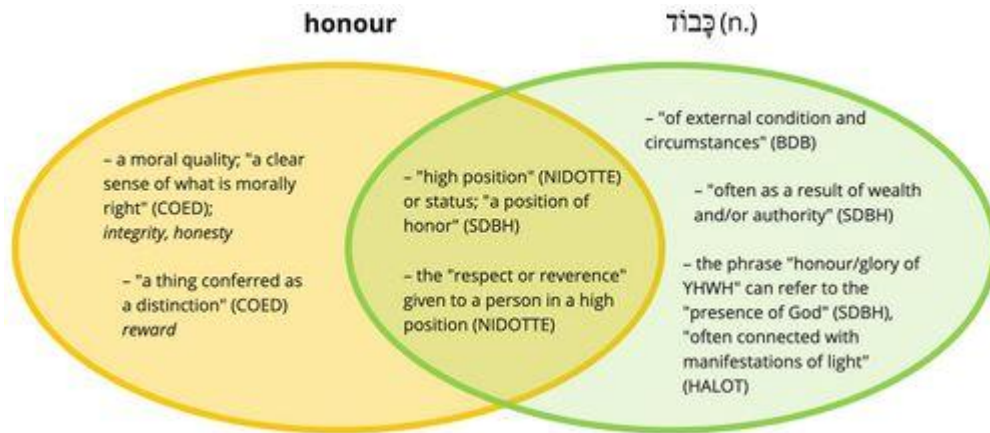 honour
כָּבוֹד (n.)
– a moral quality; "a clear
sense of what is morally
right" (COED);
integrity, honesty
– "a thing conferred as
a distinction" (COED)
reward
– "high position" (NIDOTTE)
or status; "a position of
honor" (SDBH)
– the "respect or reverence"
given to a person in a high
position (NIDOTTE)
– "of external condition and
circumstances" (BDB)
– "often as a result of wealth
and/or authority" (SDBH)
– the phrase "honour/glory of
YHWH" can refer to the
"presence of God" (SDBH),
"often connected with
manifestations of light"
(HALOT)